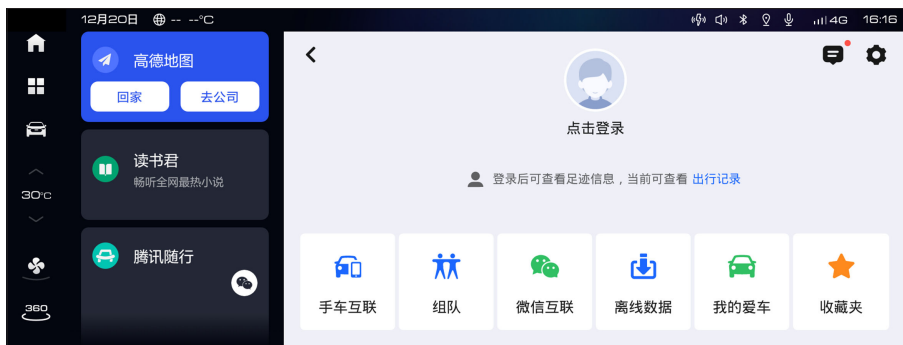 12月20日 -- --°C 4G 16:16
高德地图
回家 去公司
读书君
畅听全网最热小说
腾讯随行
30°C
360
点击登录
登录后可查看足迹信息，当前可查看 出行记录
手车互联 组队 微信互联 离线数据 我的爱车 收藏夹